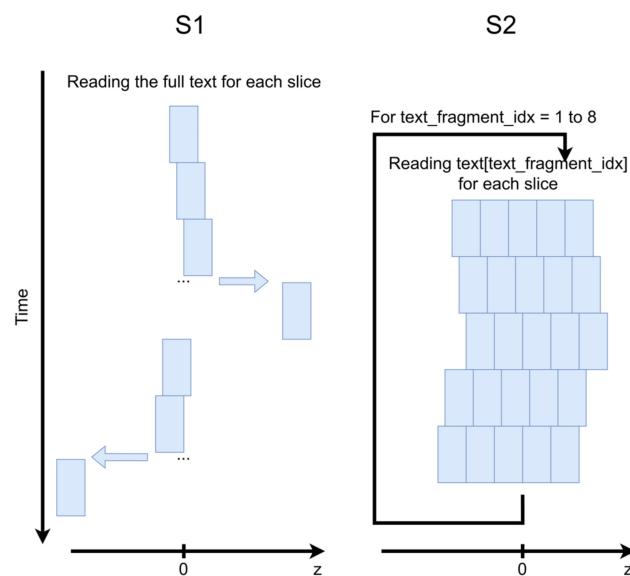 S1
S2
Reading the full text for each slice
For text_fragment_idx = 1 to 8
Reading text[text_fragment_idx]
for each slice
...
Time
...
0
z
0
z